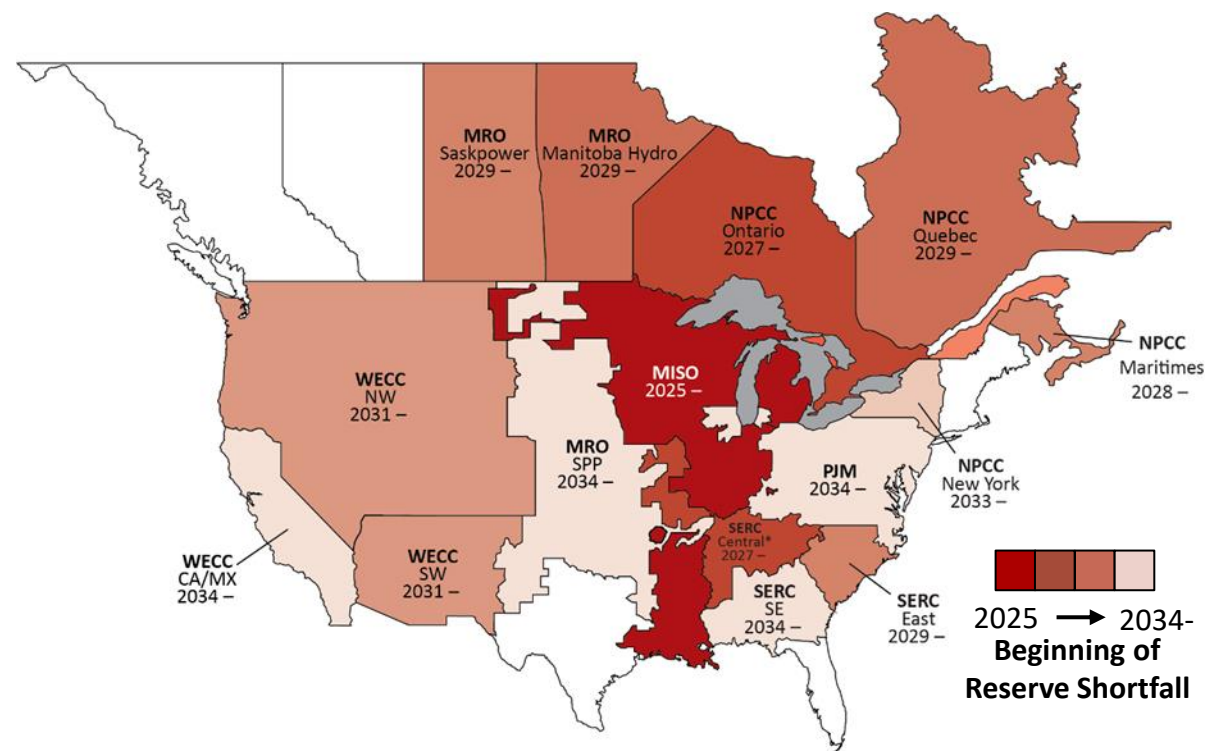 MRO
Saskpower
2029 –
MRO
Manitoba Hydro
2029 –
NPCC
Ontario
2027 –
NPCC
Quebec
2029 –
NPCC
Maritimes
2028 –
WECC
NW
2031 –
MISO
2025 –
MRO
SPP
2034 –
PJM
2034 –
NPCC
New York
2033 –
WECC
CA/MX
2034 –
WECC
SW
2031 –
SERC
Central*
2027 –
SERC
SE
2034 –
SERC
East
2029 –
2025 → 2034-
Beginning of
Reserve Shortfall